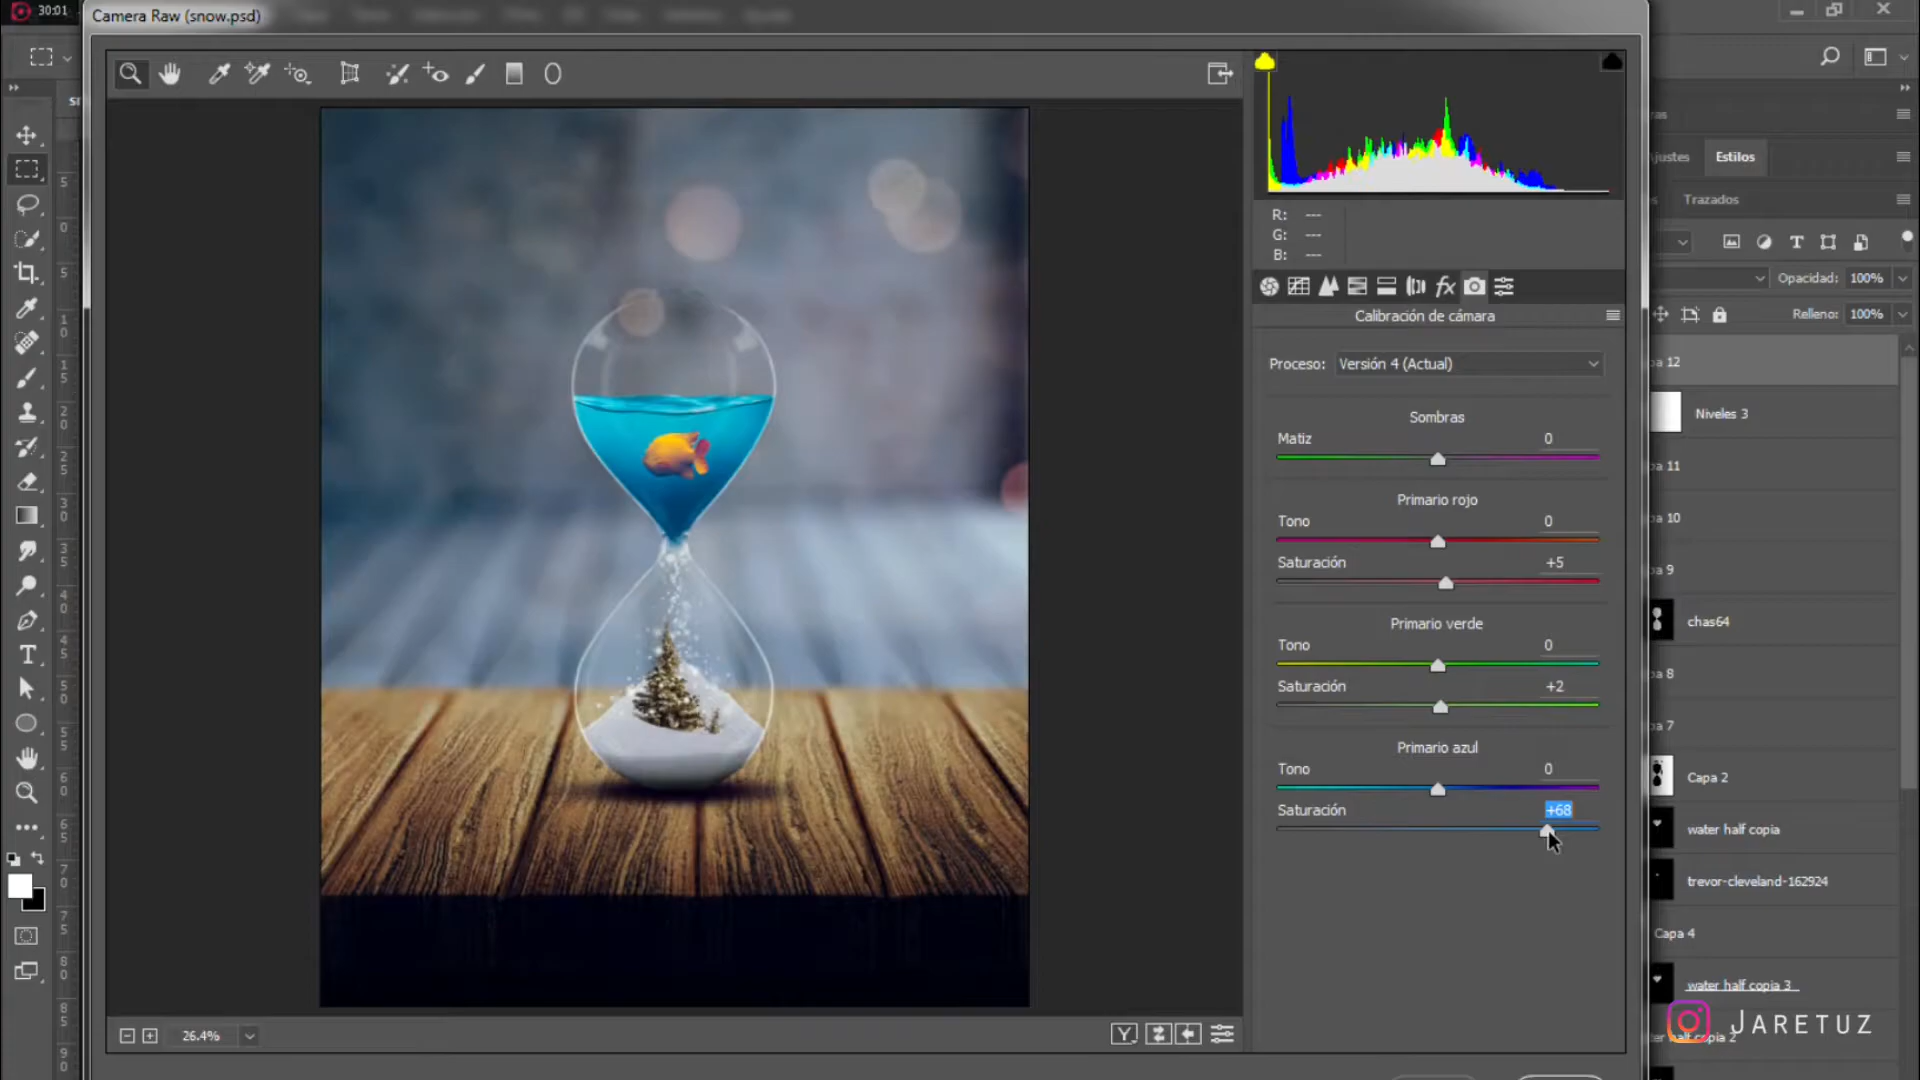 30:01
Camera Raw (snow.psd)
R: ---
G: ---
B: ---
Calibración de cámara
Proceso: Versión 4 (Actual)
Sombras
Matiz 0
Primario rojo
Tono 0
Saturación +5
Primario verde
Tono 0
Saturación +2
Primario azul
Tono 0
Saturación +68
26.4%
Y
fx
Estilos
Trazados
Opacidad: 100%
Relleno: 100%
Niveles 3
chas64
Capa 2
water half copia
trevor-cleveland-162924
Capa 4
water half copia 3
JARETUZ